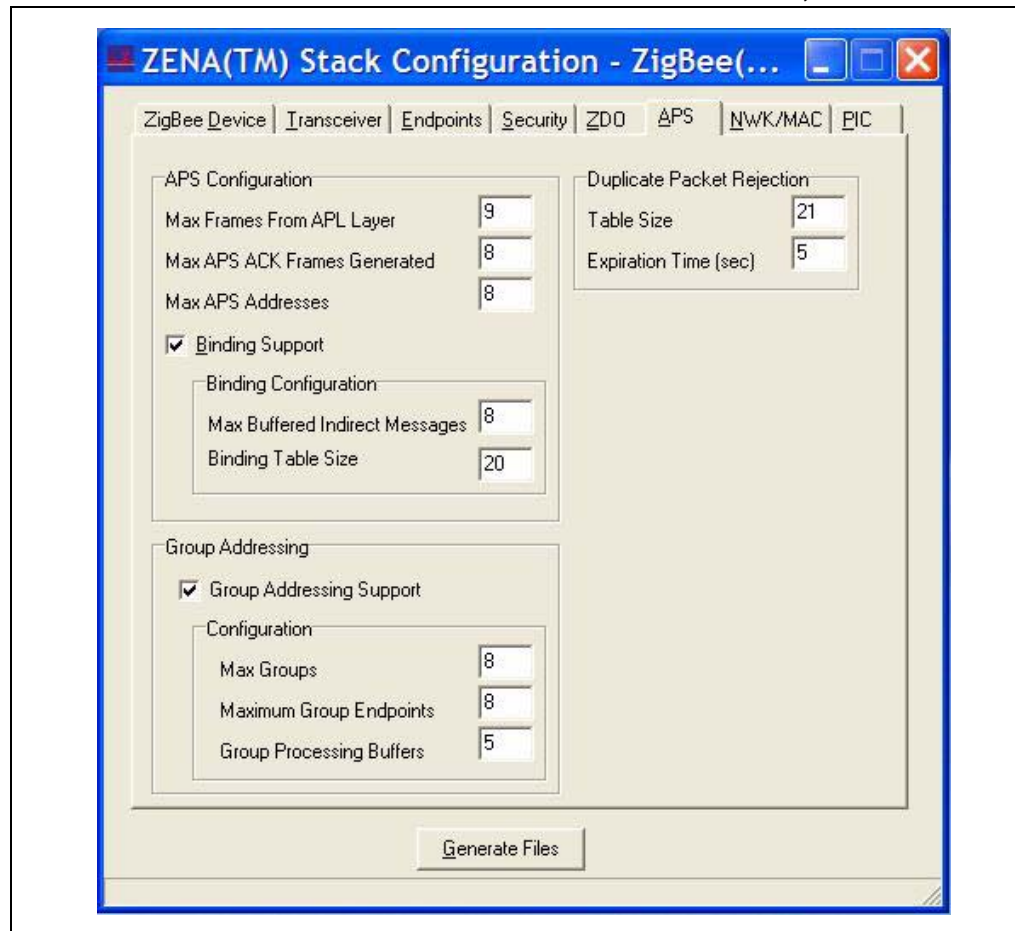 ZENA(TM) Stack Configuration - ZigBee(...
ZigBee Device Transceiver Endpoints Security ZDO APS NWK/MAC PIC
APS Configuration
Max Frames From APL Layer 9
Max APS ACK Frames Generated 8
Max APS Addresses 8
Binding Support
Binding Configuration
Max Buffered Indirect Messages 8
Binding Table Size 20
Duplicate Packet Rejection
Table Size 21
Expiration Time (sec) 5
Group Addressing
Group Addressing Support
Configuration
Max Groups 8
Maximum Group Endpoints 8
Group Processing Buffers 5
Generate Files